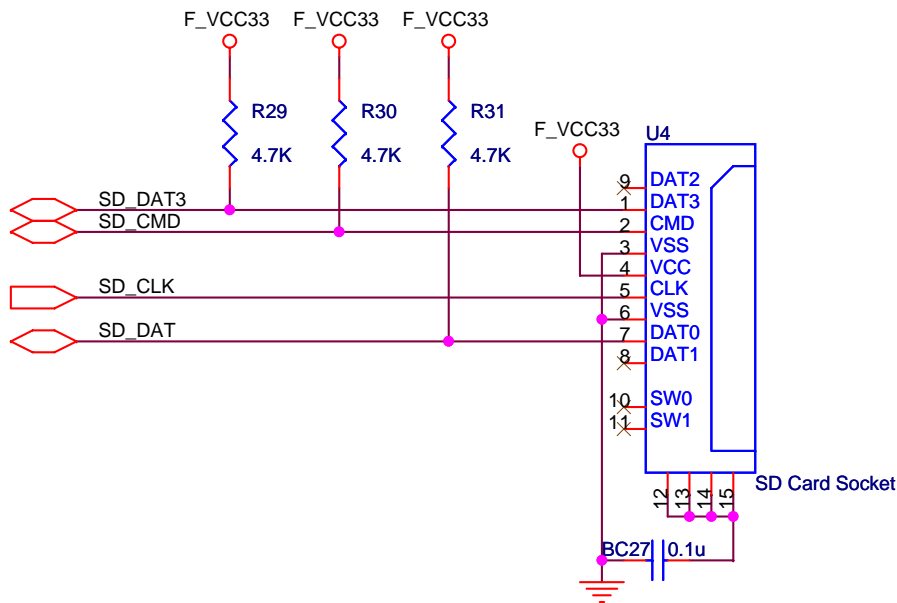 F_VCC33 F_VCC33 F_VCC33
R29 R30 R31
4.7K 4.7K 4.7K
F_VCC33
U4
9 DAT2
SD_DAT3 1 DAT3
SD_CMD 2 CMD
3 VSS
4 VCC
SD_CLK 5 CLK
6 VSS
SD_DAT 7 DAT0
8 DAT1
10 SW0
11 SW1
SD Card Socket
12 13 14 15
BC27 0.1u